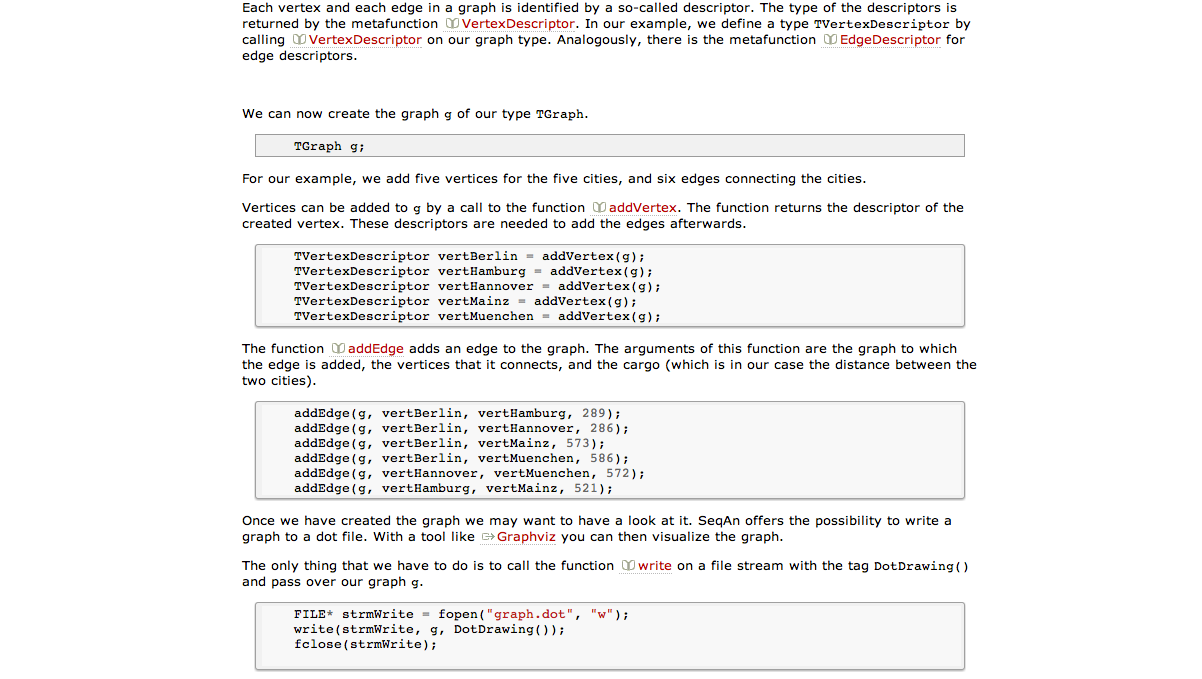 Each vertex and each edge in a graph is identified by a so-called descriptor. The type of the descriptors is
returned by the metafunction VertexDescriptor. In our example, we define a type TVertexDescriptor by
calling VertexDescriptor on our graph type. Analogously, there is the metafunction EdgeDescriptor for
edge descriptors.
We can now create the graph g of our type TGraph.
TGraph g;
For our example, we add five vertices for the five cities, and six edges connecting the cities.
Vertices can be added to g by a call to the function addVertex. The function returns the descriptor of the
created vertex. These descriptors are needed to add the edges afterwards.
TVertexDescriptor vertBerlin = addVertex(g);
TVertexDescriptor vertHamburg = addVertex(g);
TVertexDescriptor vertHannover = addVertex(g);
TVertexDescriptor vertMainz = addVertex(g);
TVertexDescriptor vertMuenchen = addVertex(g);
The function addEdge adds an edge to the graph. The arguments of this function are the graph to which
the edge is added, the vertices that it connects, and the cargo (which is in our case the distance between the
two cities).
addEdge(g, vertBerlin, vertHamburg, 289);
addEdge(g, vertBerlin, vertHannover, 286);
addEdge(g, vertBerlin, vertMainz, 573);
addEdge(g, vertBerlin, vertMuenchen, 586);
addEdge(g, vertHannover, vertMuenchen, 572);
addEdge(g, vertHamburg, vertMainz, 521);
Once we have created the graph we may want to have a look at it. SeqAn offers the possibility to write a
graph to a dot file. With a tool like Graphviz you can then visualize the graph.
The only thing that we have to do is to call the function write on a file stream with the tag DotDrawing()
and pass over our graph g.
FILE* strmWrite = fopen("graph.dot", "w");
write(strmWrite, g, DotDrawing());
fclose(strmWrite);